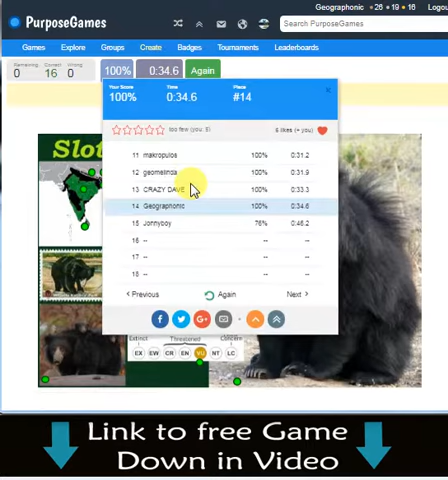 Geographonic • 26 • 19 • 16
PurposeGames
Search PurposeGames
Games Explore Groups Create Badges Tournaments Leaderboards
Remaining Correct Wrong
0 16 0
100% 0:34.6 Again
Your Score Time Place
100% 0:34.6 #14
too few (you: 5) 6 likes (+ you)
11 makropulos 100% 0:31.2
12 geomelinda 100% 0:31.9
13 CRAZY DAVE 100% 0:33.3
14 Geographonic 100% 0:34.6
15 Jonnyboy 76% 0:46.2
16 -- -- --
17 -- -- --
18 -- -- --
Previous Again Next
Slot
Extinct Threatened
EX EW CR EN VU NT LC
Link to free Game
Down in Video